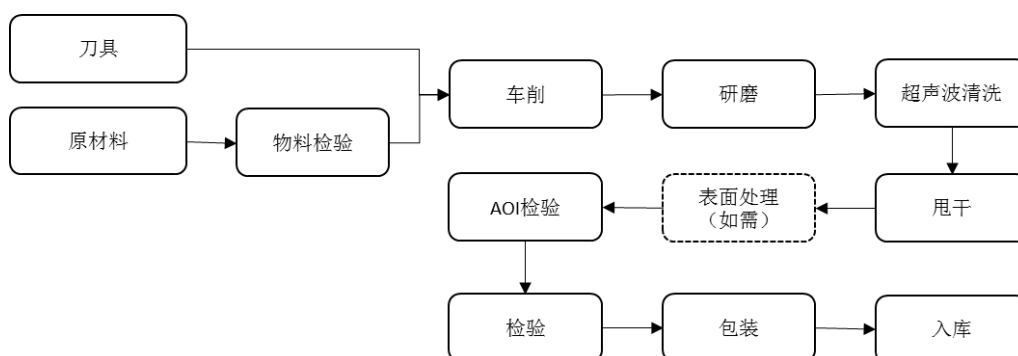 刀具
车削
研磨
超声波清洗
原材料
物料检验
AOI检验
表面处理
（如需）
甩干
检验
包装
入库